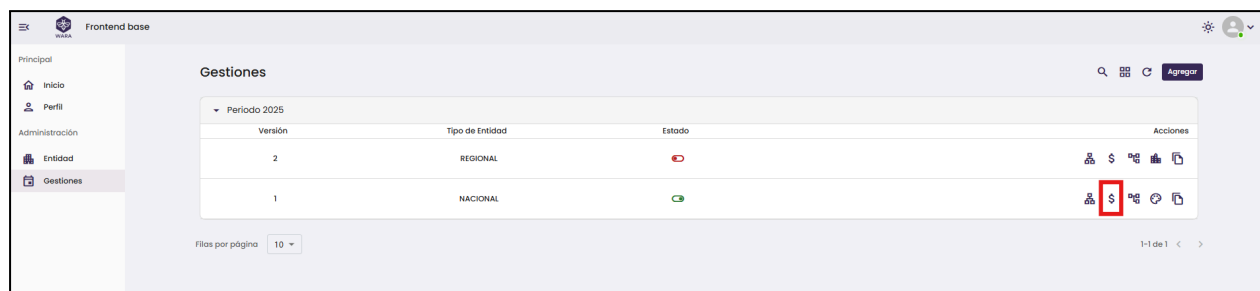 WARA
Frontend base
Principal
Inicio
Perfil
Administración
Entidad
Gestiones
Gestiones
Agregar
Periodo 2025
Versión Tipo de Entidad Estado Acciones
2 REGIONAL $
1 NACIONAL $
Filas por página 10 1-1 de 1